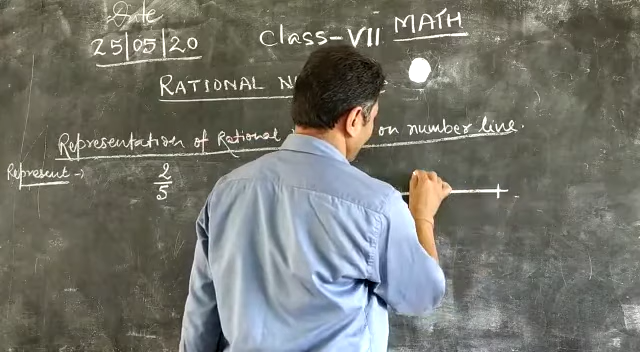 Date
25|05|20
Class-VII MATH
RATIONAL
Representation of Rational on number line.
Represent → 2/5